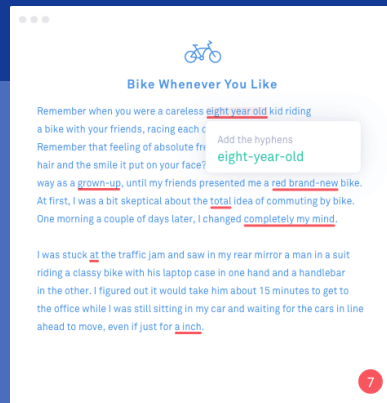 Bike Whenever You Like
Remember when you were a careless eight year old kid riding
a bike with your friends, racing each
Add the hyphens
eight-year-old
Remember that feeling of absolute
hair and the smile it put on your face?
way as a grown-up, until my friends presented me a red brand-new bike.
At first, I was a bit skeptical about the total idea of commuting by bike.
One morning a couple of days later, I changed completely my mind.
I was stuck at the traffic jam and saw in my rear mirror a man in a suit
riding a classy bike with his laptop case in one hand and a handlebar
in the other. I figured out it would take him about 15 minutes to get to
the office while I was still sitting in my car and waiting for the cars in line
ahead to move, even if just for a inch.
7